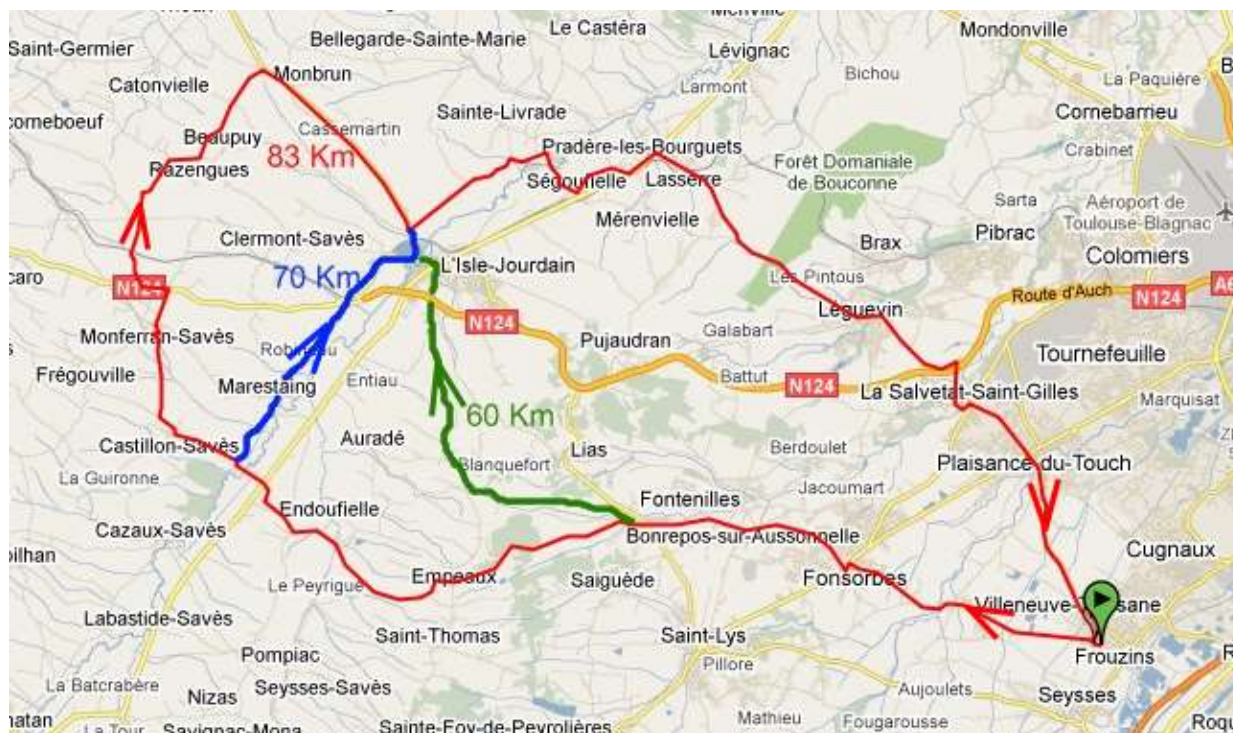 Saint-Germier
Bellegarde-Sainte-Marie
Le Castéra
Lévignac
Mondonville
Catonvielle
Monbrun
Larmont
Bichou
La Paquière
Sainte-Livrade
Cornebarrieu
Beaupuy
Cassemartin
Crabinet
83 Km
Pradère-les-Bourguets
Razengues
Ségoufielle
Lasserre
Forêt Domaniale
de Bouconne
Mérenvielle
Sarta
Aéroport de
Toulouse-Blagnac
Clermont-Savès
Brax
Pibrac
Colomiers
L'Isle-Jourdain
70 Km
Les Pintous
N124
Route d'Auch
N124
A6
Léguevin
Monferran-Savès
N124
Pujaudran
Galabart
Tournefeuille
Frégouville
Marestaing
Entiau
Battut
N124
La Salvetat-Saint-Gilles
Marquisat
60 Km
Castillon-Savès
Auradé
Lias
Berdoulet
La Guironne
Blanquefort
Plaisance-du-Touch
Jacoumart
Fontenilles
Endoufielle
Cazaux-Savès
Bonrepos-sur-Aussonnelle
Cugnaux
Le Peyrigue
Empeaux
Saiguède
Fonsorbes
Labastide-Savès
Saint-Thomas
Saint-Lys
Frouzins
Pompiac
Pillore
La Batcrabère
Nizas
Seysses-Savès
Aujoulets
Seysses
Mathieu
Fougarousse
La Tour
Savignac-Mona
Sainte-Foy-de-Peyrolières
Roqu